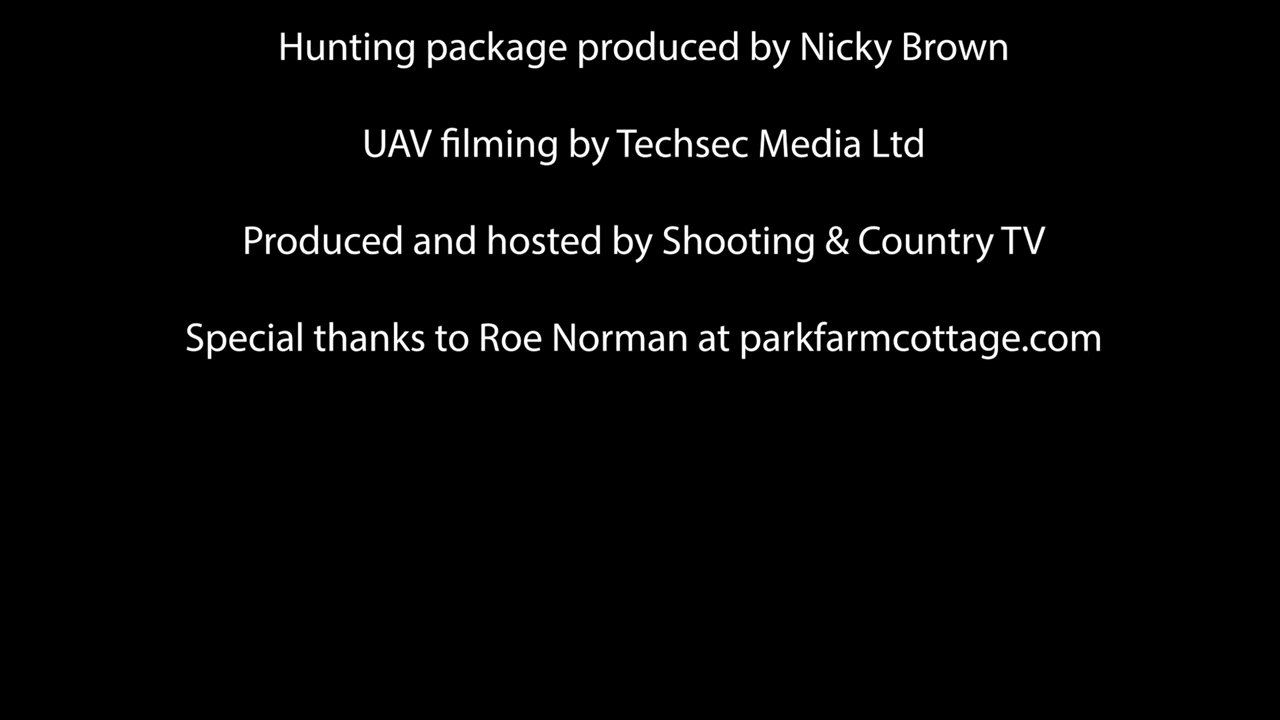 Hunting package produced by Nicky Brown
UAV filming by Techsec Media Ltd
Produced and hosted by Shooting & Country TV
Special thanks to Roe Norman at parkfarmcottage.com